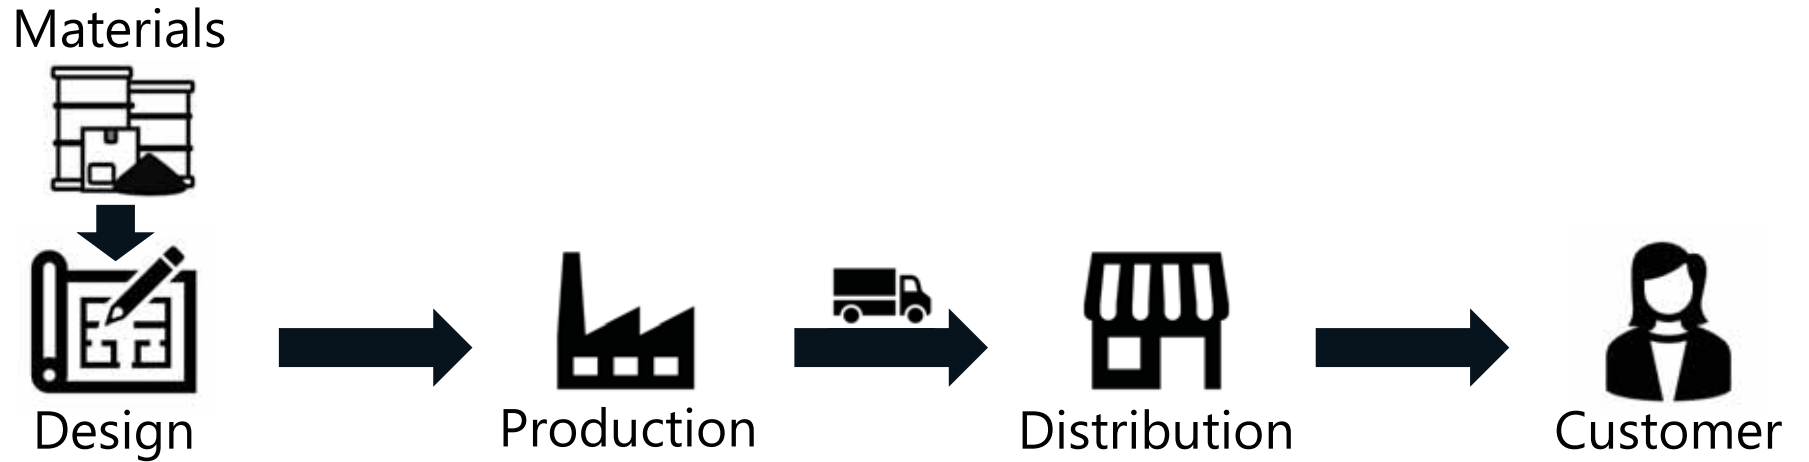 Materials
Design
Production
Distribution
Customer